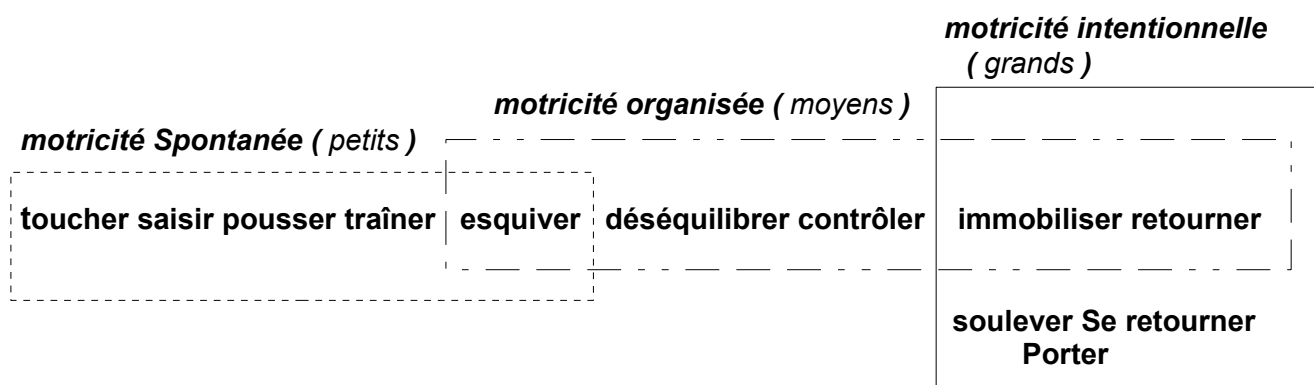 motricité intentionnelle
( grands )
motricité organisée ( moyens )
motricité Spontanée ( petits )
toucher saisir pousser traîner esquiver déséquilibrer contrôler immobiliser retourner
soulever Se retourner
Porter